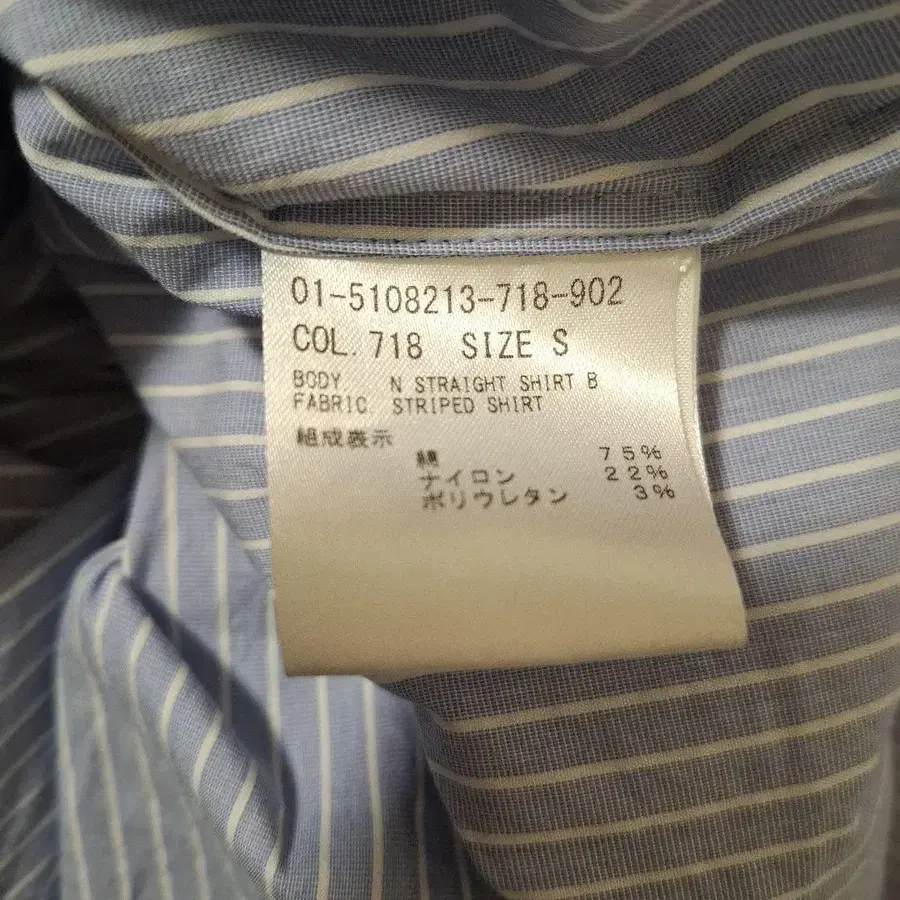 01-5108213-718-902
COL. 718 SIZE S
BODY N STRAIGHT SHIRT B
FABRIC STRIPED SHIRT
組成表示
綿 75%
ナイロン 22%
ポリウレタン 3%